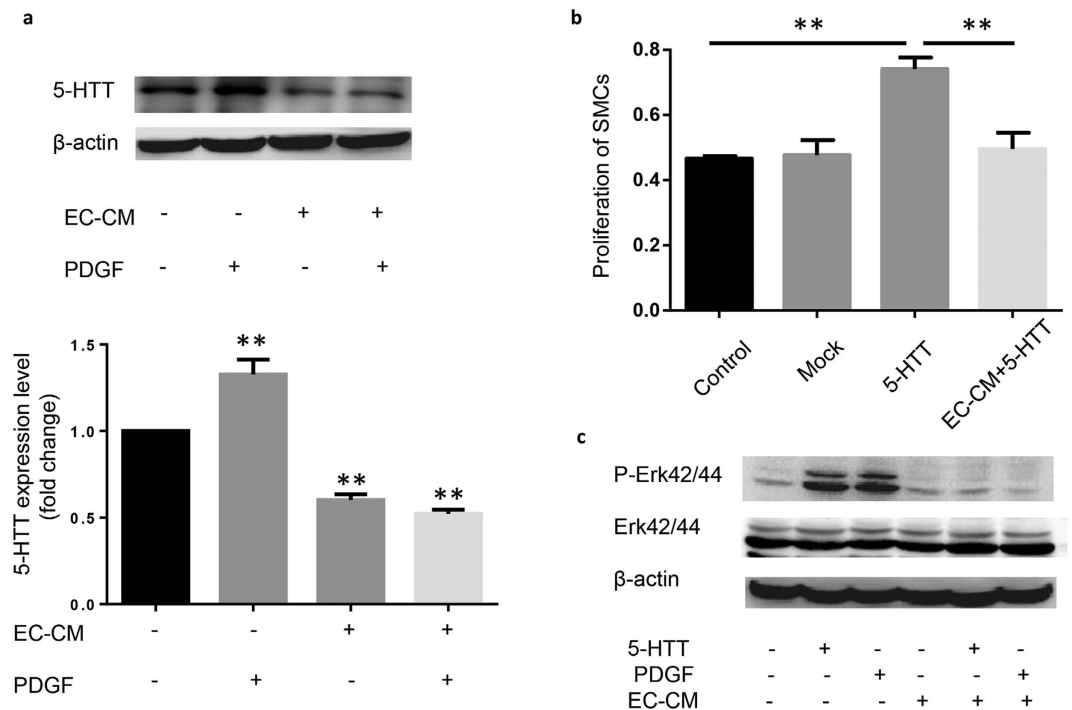 a
5-HTT
β-actin
EC-CM - - + +
PDGF - + - +
5-HTT expression level
(fold change)
1.5
1.0
0.5
0.0
**
**
**
EC-CM - - + +
PDGF - + - +
b
** **
Proliferation of SMCs
0.8
0.6
0.4
0.2
0.0
Control Mock 5-HTT EC-CM+5-HTT
c
P-Erk42/44
Erk42/44
β-actin
5-HTT - + - - + -
PDGF - - + - - +
EC-CM - - - + + +